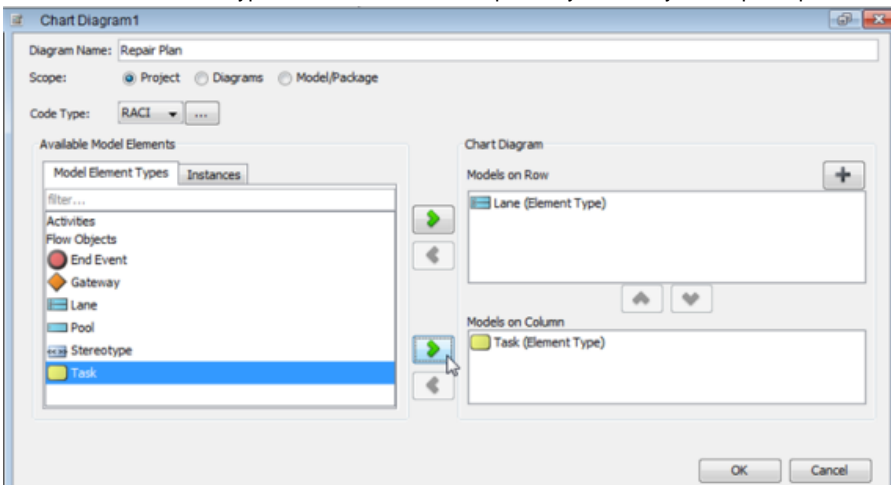 Chart Diagram1
Diagram Name: Repair Plan
Scope: Project Diagrams Model/Package
Code Type: RACI ...
Available Model Elements
Model Element Types Instances
filter...
Activities
Flow Objects
End Event
Gateway
Lane
Pool
Stereotype
Task
Chart Diagram
Models on Row
Lane (Element Type)
Models on Column
Task (Element Type)
OK Cancel